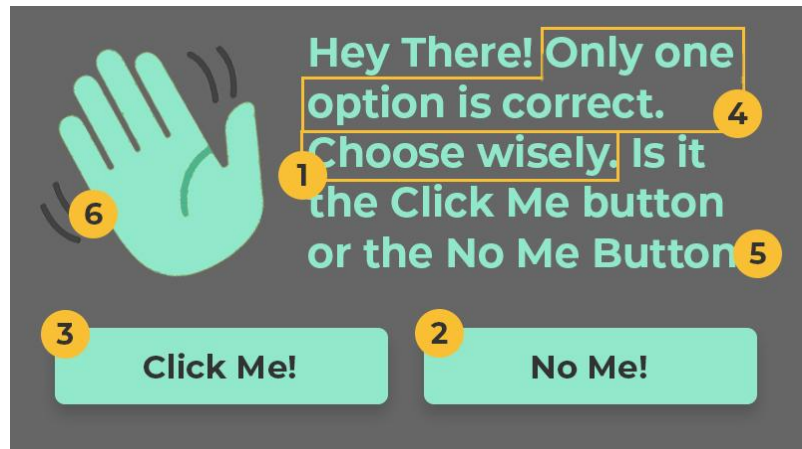 Hey There! Only one
option is correct.
4
Choose wisely. Is it
1
the Click Me button
6
or the No Me Button
5
3
2
Click Me!
No Me!